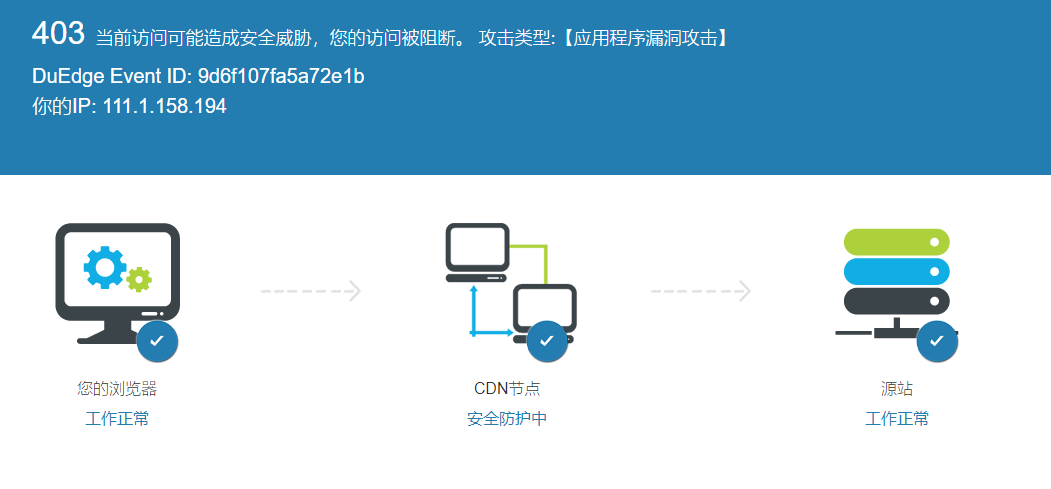 403 当前访问可能造成安全威胁，您的访问被阻断。 攻击类型:【应用程序漏洞攻击】
DuEdge Event ID: 9d6f107fa5a72e1b
你的IP: 111.1.158.194
您的浏览器
CDN节点
源站
工作正常
安全防护中
工作正常